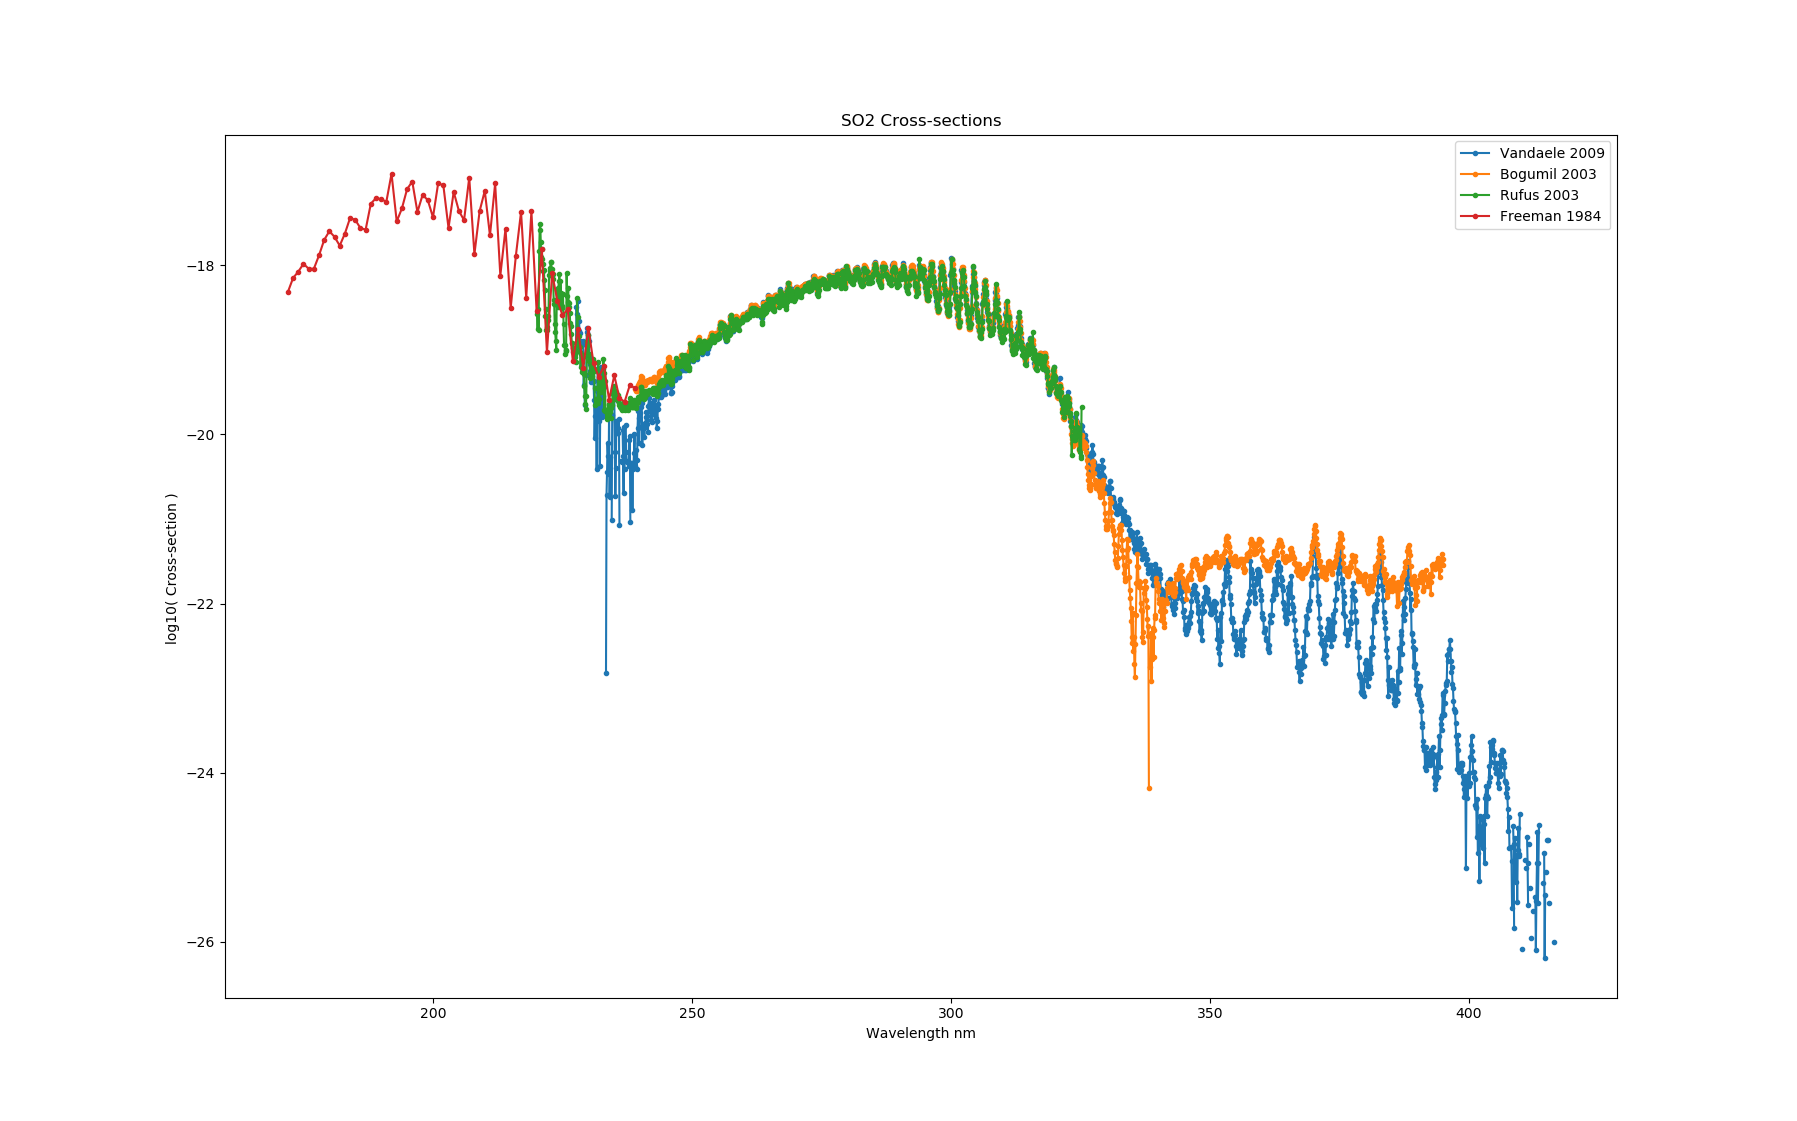 SO2 Cross-sections
Vandaele 2009
Bogumil 2003
Rufus 2003
Freeman 1984
log10( Cross-section )
−18
−20
−22
−24
−26
200
250
300
350
400
Wavelength nm